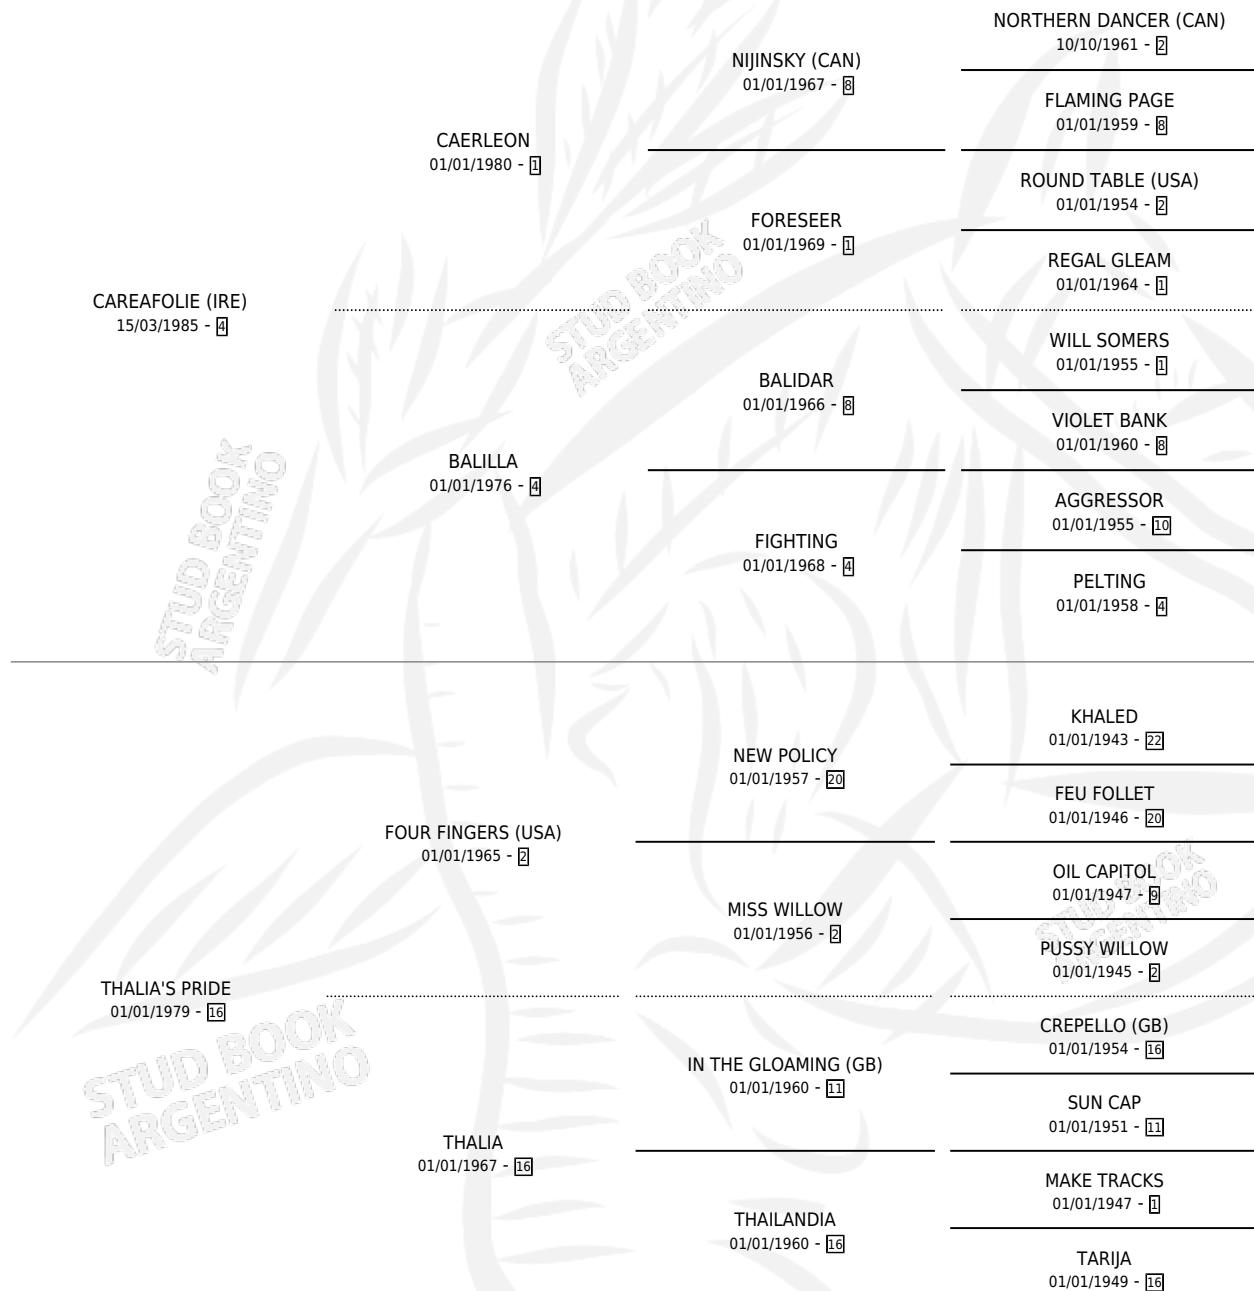 NORTHERN DANCER (CAN)
10/10/1961 - 2
NIJINSKY (CAN)
01/01/1967 - 8
FLAMING PAGE
01/01/1959 - 8
CAERLEON
01/01/1980 - 1
ROUND TABLE (USA)
01/01/1954 - 2
FORESEER
01/01/1969 - 1
REGAL GLEAM
01/01/1964 - 1
CAREAFOLIE (IRE)
15/03/1985 - 4
WILL SOMERS
01/01/1955 - 1
BALIDAR
01/01/1966 - 8
VIOLET BANK
01/01/1960 - 8
BALILLA
01/01/1976 - 4
AGGRESSOR
01/01/1955 - 10
FIGHTING
01/01/1968 - 4
PELTING
01/01/1958 - 4
KHALED
01/01/1943 - 22
NEW POLICY
01/01/1957 - 20
FEU FOLLET
01/01/1946 - 20
FOUR FINGERS (USA)
01/01/1965 - 2
OIL CAPITOL
01/01/1947 - 9
MISS WILLOW
01/01/1956 - 2
PUSSY WILLOW
01/01/1945 - 2
THALIA'S PRIDE
01/01/1979 - 16
CREPELLO (GB)
01/01/1954 - 16
IN THE GLOAMING (GB)
01/01/1960 - 11
SUN CAP
01/01/1951 - 11
THALIA
01/01/1967 - 16
MAKE TRACKS
01/01/1947 - 1
THAILANDIA
01/01/1960 - 16
TARIJA
01/01/1949 - 16
STUD BOOK
ARGENTINO
STUD BOOK
ARGENTINO
STUD BOOK
ARGENTINO
STUD BOOK
ARGENTINO